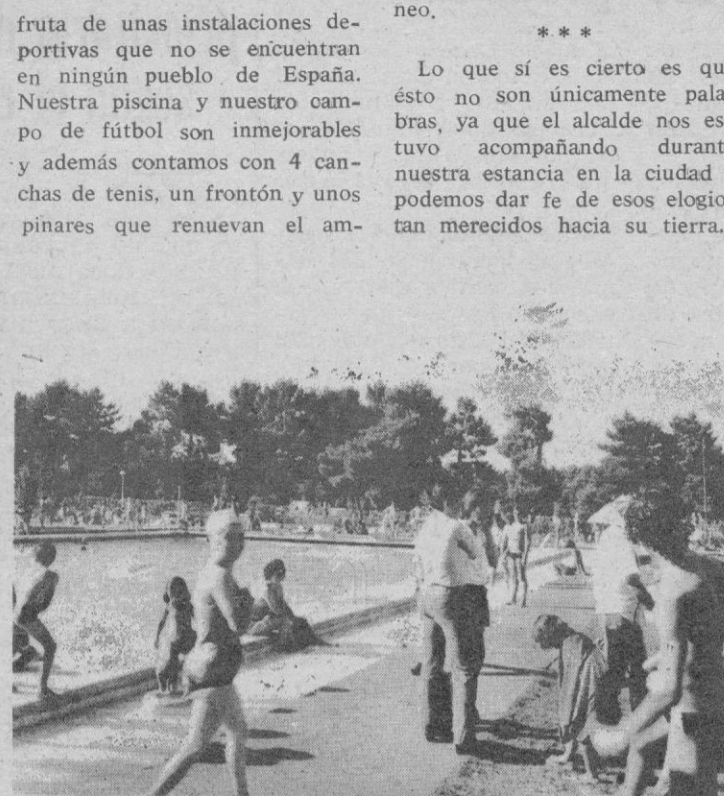 fruta de unas instalaciones de-
portivas que no se encuentran
en ningún pueblo de España.
Nuestra piscina y nuestro cam-
po de fútbol son inmejorables
y además contamos con 4 can-
chas de tenis, un frontón y unos
pinares que renuevan el am-
neo.
* * *
Lo que sí es cierto es qu
ésto no son únicamente pala
bras, ya que el alcalde nos es
tuvo acompañando durant
nuestra estancia en la ciudad
podemos dar fe de esos elogio
tan merecidos hacia su tierra.